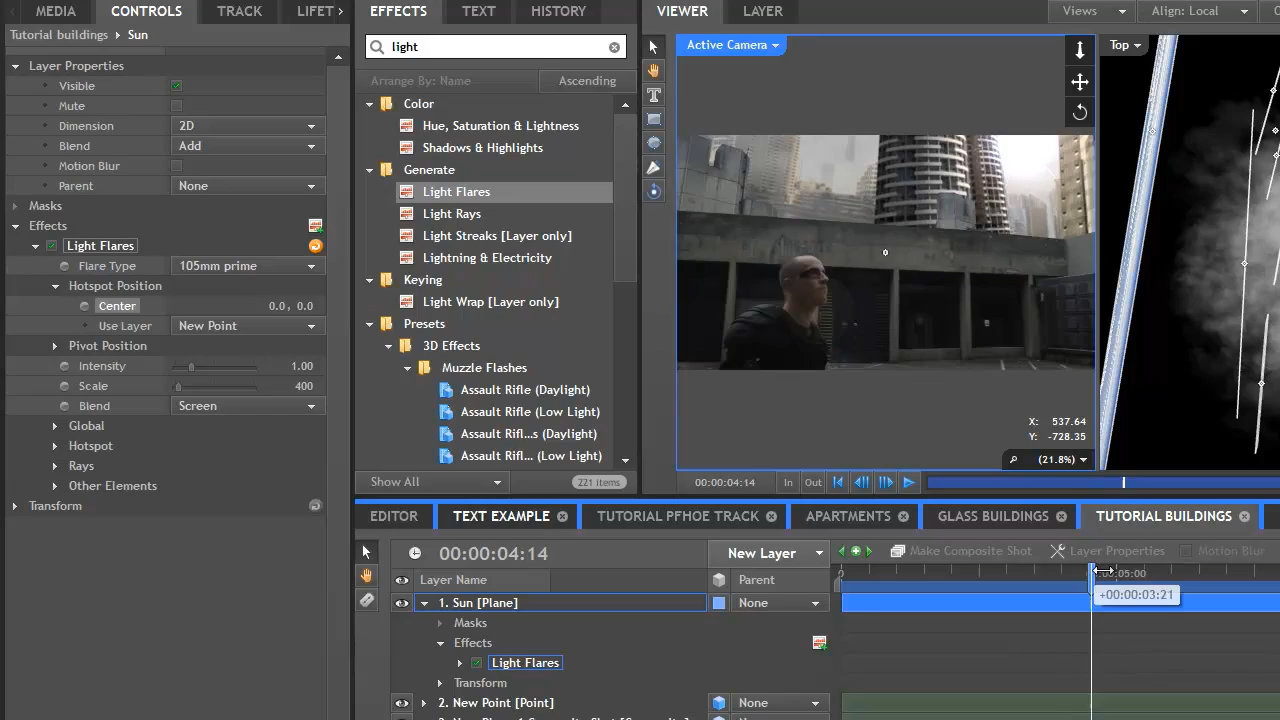 MEDIA CONTROLS TRACK LIFET
Tutorial buildings Sun
Layer Properties
Visible
Mute
Dimension 2D
Blend Add
Motion Blur
Parent None
Masks
Effects
Light Flares
Flare Type 105mm prime
Hotspot Position
Center 0.0, 0.0
Use Layer New Point
Pivot Position
Intensity 1.00
Scale 400
Blend Screen
Global
Hotspot
Rays
Other Elements
Transform
EFFECTS TEXT HISTORY
light
Arrange By: Name Ascending
Color
Hue, Saturation & Lightness
Shadows & Highlights
Generate
Light Flares
Light Rays
Light Streaks [Layer only]
Lightning & Electricity
Keying
Light Wrap [Layer only]
Presets
3D Effects
Muzzle Flashes
Assault Rifle (Daylight)
Assault Rifle (Low Light)
Assault Rifl...s (Daylight)
Assault Rifl... (Low Light)
Show All 221 items
VIEWER LAYER Views Align: Local
Active Camera Top
X: 537.64
Y: -728.35
(21.8%)
00:00:04:14 In Out
EDITOR TEXT EXAMPLE TUTORIAL PFHOE TRACK APARTMENTS GLASS BUILDINGS TUTORIAL BUILDINGS
00:00:04:14 New Layer Make Composite Shot Layer Properties Motion Blur
Layer Name Parent 0
+00:00:03:21
1. Sun [Plane] None
Masks
Effects
Light Flares
Transform
2. New Point [Point] None